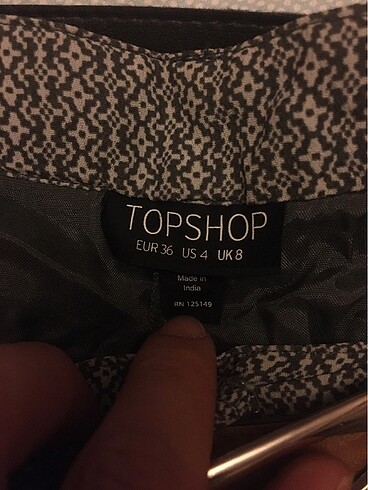 TOPSHOP
EUR 36 US 4 UK 8
Made in
India
RN 125149